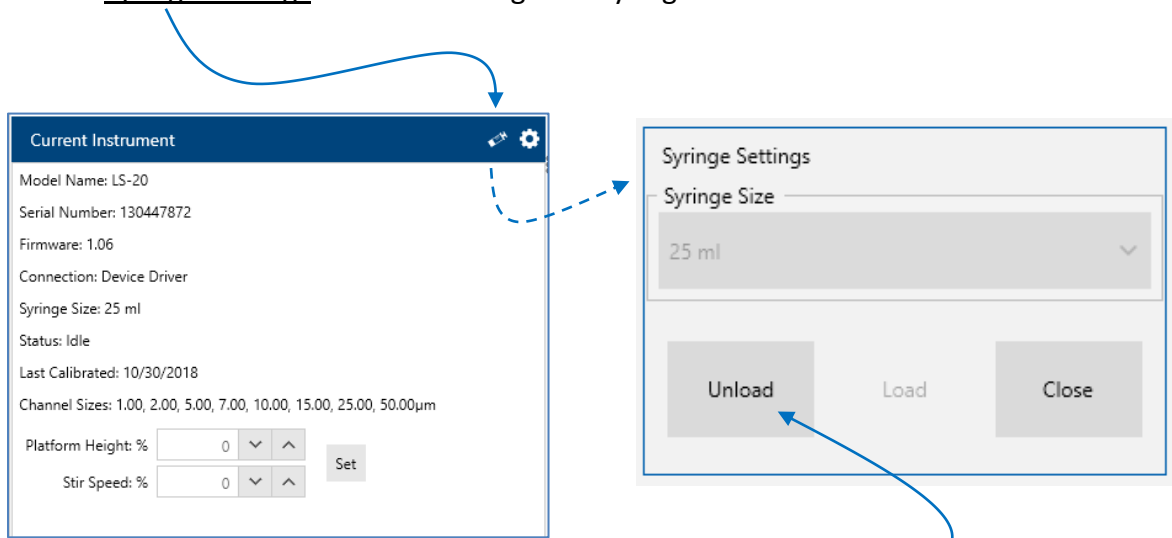 Current Instrument
Model Name: LS-20
Serial Number: 130447872
Firmware: 1.06
Connection: Device Driver
Syringe Size: 25 ml
Status: Idle
Last Calibrated: 10/30/2018
Channel Sizes: 1.00, 2.00, 5.00, 7.00, 10.00, 15.00, 25.00, 50.00µm
Platform Height: % 0
Set
Stir Speed: % 0
Syringe Settings
Syringe Size
25 ml
Unload Load Close